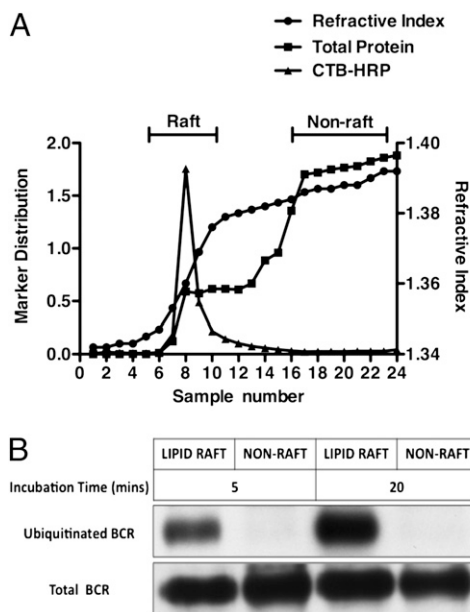 A
Refractive Index
Total Protein
CTB-HRP
Raft
Non-raft
2.0
1.5
1.0
0.5
0.0
Marker Distribution
1.40
1.38
1.36
1.34
Refractive Index
0 2 4 6 8 10 12 14 16 18 20 22 24
Sample number
B
LIPID RAFT NON-RAFT LIPID RAFT NON-RAFT
Incubation Time (mins) 5 20
Ubiquitinated BCR
Total BCR